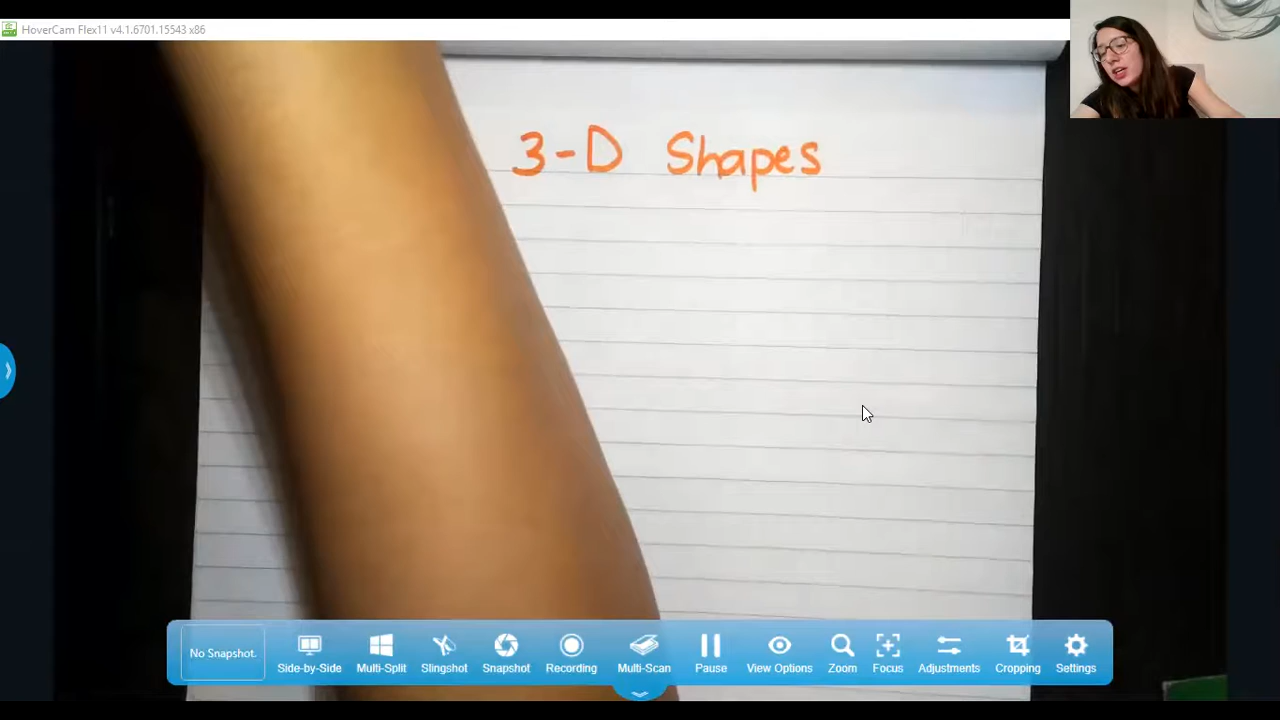 HoverCam Flex11 v4.1.6701.15543 x86
3-D Shapes
No Snapshot.
Side-by-Side
Multi-Split
Slingshot
Snapshot
Recording
Multi-Scan
Pause
View Options
Zoom
Focus
Adjustments
Cropping
Settings